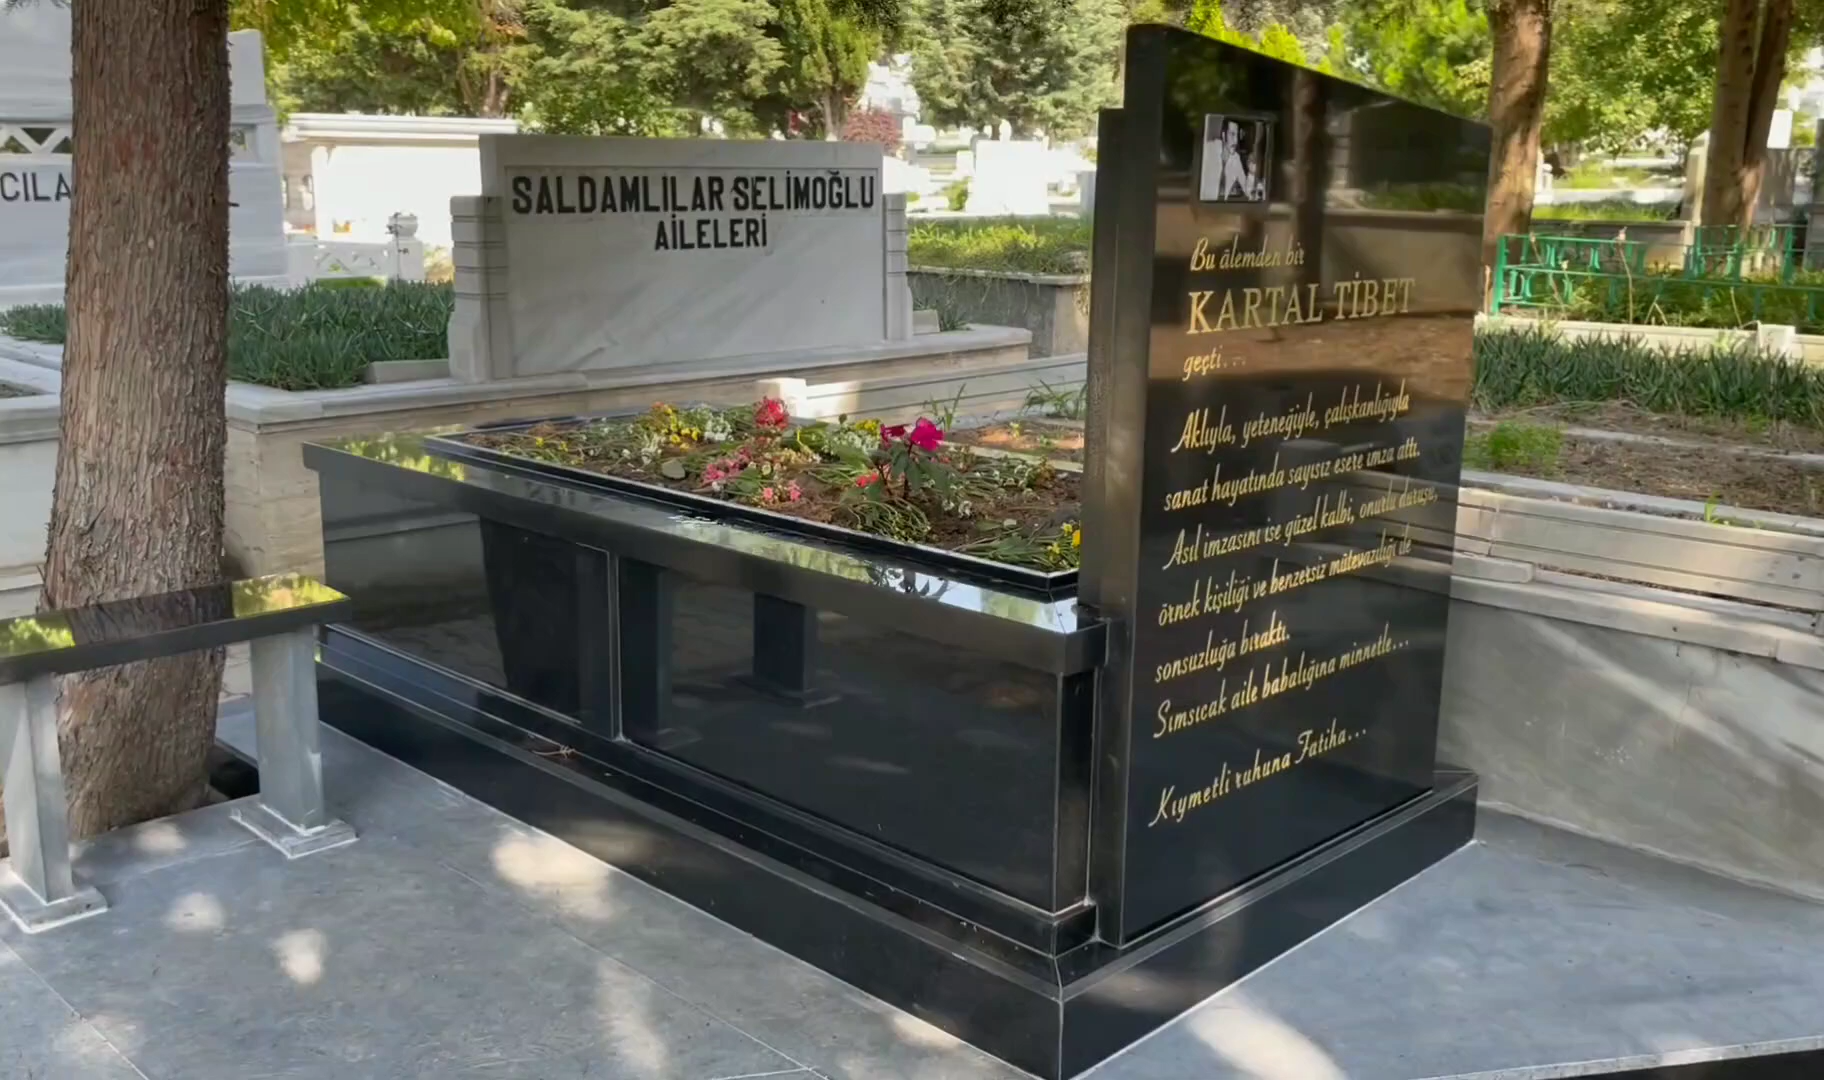 CILA
SALDAMLILAR SELİMOĞLU
AİLELERİ
Bu âlemden bir
KARTAL TİBET
geçti...
Aklıyla, yeteneğiyle, çalışkanlığıyla
sanat hayatında sayısız esere imza attı.
Asıl imzasını ise güzel kalbi, onurlu duruşu,
örnek kişiliği ve benzersiz mütevazılığı ile
sonsuzluğa bıraktı.
Sımsıcak aile babalığına minnetle...
Kıymetli ruhuna Fatiha...